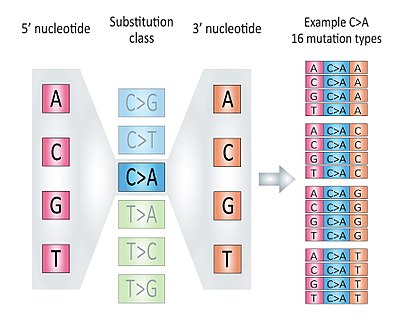 5' nucleotide
Substitution
class
3' nucleotide
Example C>A
16 mutation types
A
C
G
T
C>G
C>T
C>A
T>A
T>C
T>G
A
C
G
T
A C>A A
C C>A A
G C>A A
T C>A A
A C>A C
C C>A C
G C>A C
T C>A C
A C>A G
C C>A G
G C>A G
T C>A G
A C>A T
C C>A T
G C>A T
T C>A T